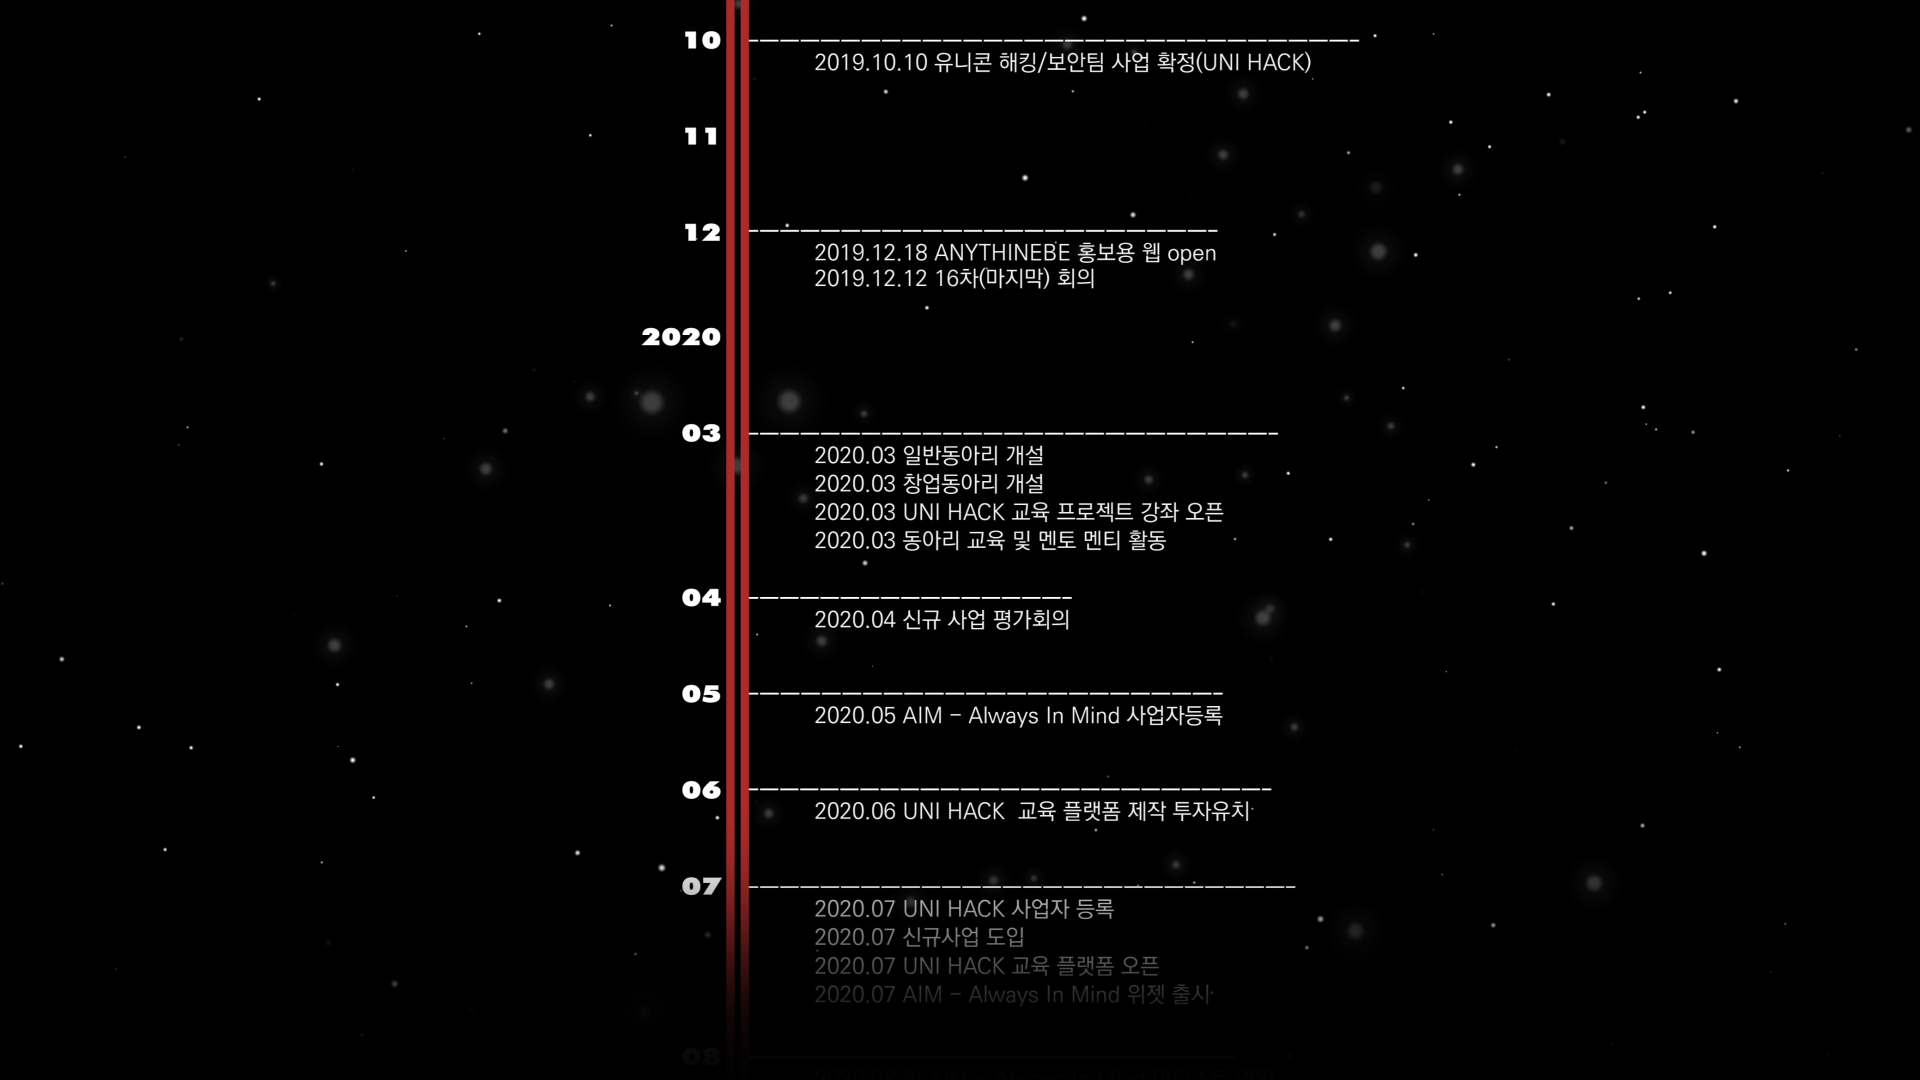 10
2019.10.10 유니콘 해킹/보안팀 사업 확정(UNI HACK)
11
12
2019.12.18 ANYTHINEBE 홍보용 웹 open
2019.12.12 16차(마지막) 회의
2020
03
2020.03 일반동아리 개설
2020.03 창업동아리 개설
2020.03 UNI HACK 교육 프로젝트 강좌 오픈
2020.03 동아리 교육 및 멘토 멘티 활동
04
2020.04 신규 사업 평가회의
05
2020.05 AIM - Always In Mind 사업자등록
06
2020.06 UNI HACK  교육 플랫폼 제작 투자유치
07
2020.07 UNI HACK 사업자 등록
2020.07 신규사업 도입
2020.07 UNI HACK 교육 플랫폼 오픈
2020.07 AIM - Always In Mind 위젯 출시
08